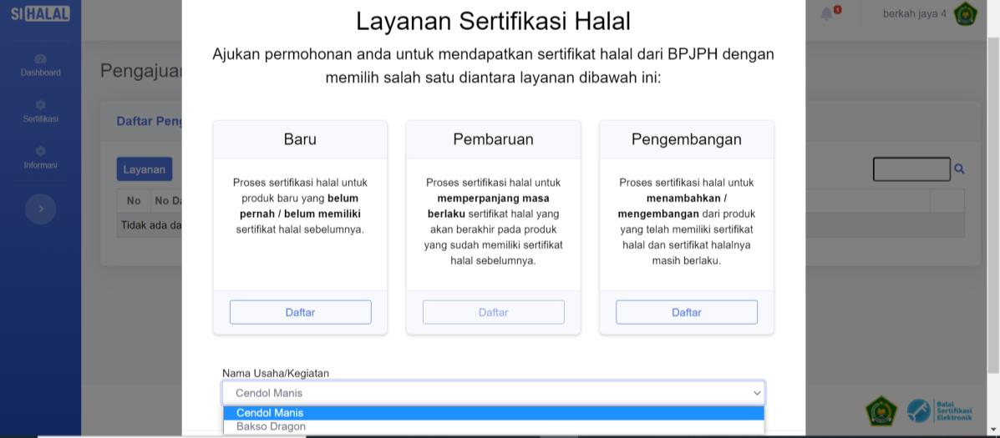 SIHALAL
1
berkah jaya 4
Dashboard
Sertifikasi
Informasi
Pengajua
Daftar Pen
Layanan
No No D
Tidak ada da
Layanan Sertifikasi Halal
Ajukan permohonan anda untuk mendapatkan sertifikat halal dari BPJPH dengan
memilih salah satu diantara layanan dibawah ini:
Baru
Proses sertifikasi halal untuk
produk baru yang belum
pernah / belum memiliki
sertifikat halal sebelumnya.
Daftar
Pembaruan
Proses sertifikasi halal untuk
memperpanjang masa
berlaku sertifikat halal yang
akan berakhir pada produk
yang sudah memiliki sertifikat
halal sebelumnya.
Daftar
Pengembangan
Proses sertifikasi halal untuk
menambahkan /
mengembangan dari produk
yang telah memiliki sertifikat
halal dan sertifikat halalnya
masih berlaku.
Daftar
Nama Usaha/Kegiatan
Cendol Manis
Cendol Manis
Bakso Dragon
Balai
Sertifikasi
Elektronik